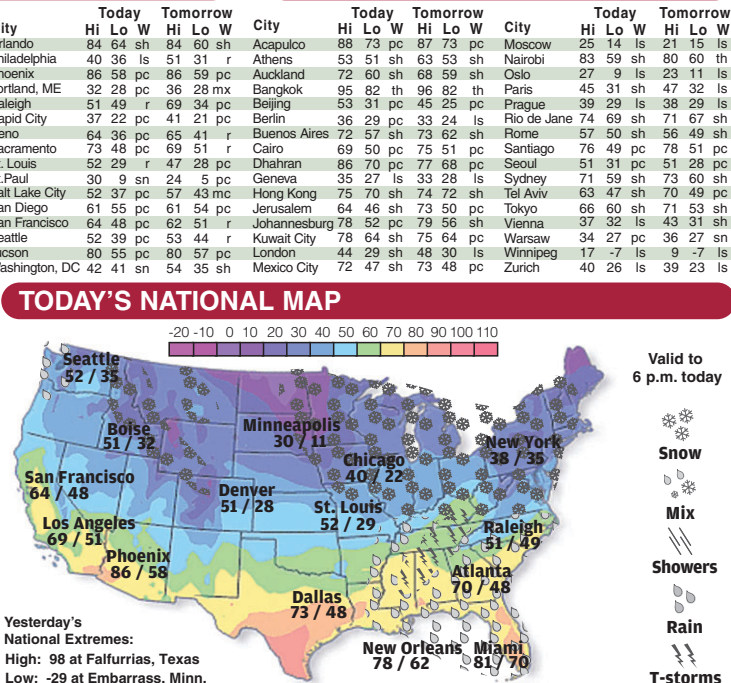 Today Tomorrow
ity Hi Lo W Hi Lo W
rlando 84 64 sh 84 60 sh
hiladelphia 40 36 ls 51 31 r
hoenix 86 58 pc 86 59 pc
ortland, ME 32 28 pc 36 28 mx
aleigh 51 49 r 69 34 pc
apid City 37 22 pc 41 21 pc
eno 64 36 pc 65 41 r
acramento 73 48 pc 69 51 r
t. Louis 52 29 r 47 28 pc
t.Paul 30 9 sn 24 5 pc
alt Lake City 52 37 pc 57 43 mc
an Diego 61 55 pc 61 54 pc
an Francisco 64 48 pc 62 51 r
eattle 52 39 pc 53 44 r
ucson 80 55 pc 80 57 pc
ashington, DC 42 41 sn 54 35 sh
Today Tomorrow
City Hi Lo W Hi Lo W
Acapulco 88 73 pc 87 73 pc
Athens 53 51 sh 63 53 sh
Auckland 72 60 sh 68 59 sh
Bangkok 95 82 th 96 82 th
Beijing 53 31 pc 45 25 pc
Berlin 36 29 pc 33 24 ls
Buenos Aires 72 57 sh 73 62 sh
Cairo 69 50 pc 75 51 pc
Dhahran 86 70 pc 77 68 pc
Geneva 35 27 ls 33 28 ls
Hong Kong 75 70 sh 74 72 sh
Jerusalem 64 46 sh 73 50 pc
Johannesburg 78 52 pc 79 56 sh
Kuwait City 78 64 sh 75 64 pc
London 44 29 sh 48 30 ls
Mexico City 72 47 sh 73 48 pc
Today Tomorrow
City Hi Lo W Hi Lo W
Moscow 25 14 ls 21 15 ls
Nairobi 83 59 sh 80 60 th
Oslo 27 9 ls 23 11 ls
Paris 45 31 sh 47 32 ls
Prague 39 29 ls 38 29 ls
Rio de Jane 74 69 sh 71 67 sh
Rome 57 50 sh 56 49 sh
Santiago 76 49 pc 78 51 pc
Seoul 51 31 pc 51 28 pc
Sydney 71 59 sh 73 60 sh
Tel Aviv 63 47 sh 70 49 pc
Tokyo 66 60 sh 71 53 sh
Vienna 37 32 ls 43 31 sh
Warsaw 34 27 pc 36 27 sn
Winnipeg 17 -7 ls 9 -7 ls
Zurich 40 26 ls 39 23 ls
TODAY'S NATIONAL MAP
-20 -10 0 10 20 30 40 50 60 70 80 90 100 110
Seattle
52 / 35
Boise
51 / 32
Minneapolis
30 / 11
Chicago
40 / 22
New York
38 / 35
San Francisco
64 / 48
Denver
51 / 28
St. Louis
52 / 29
Los Angeles
69 / 51
Raleigh
51 / 49
Phoenix
86 / 58
Atlanta
70 / 48
Dallas
73 / 48
New Orleans
78 / 62
Miami
81 / 70
Valid to
6 p.m. today
Snow
Mix
Showers
Rain
T-storms
Yesterday's
National Extremes:
High: 98 at Falfurrias, Texas
Low: -29 at Embarrass, Minn.